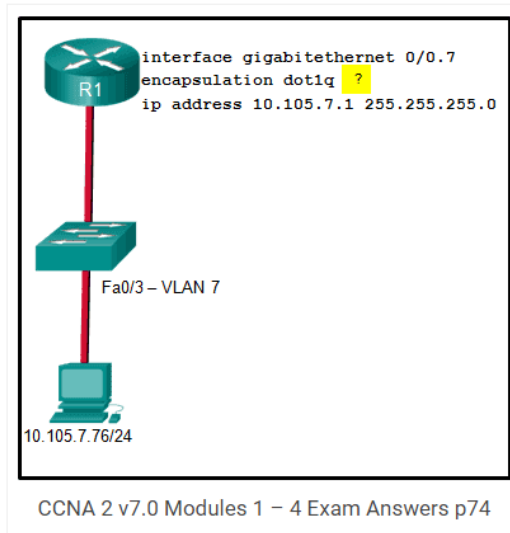 interface gigabitethernet 0/0.7
encapsulation dot1q ?
ip address 10.105.7.1 255.255.255.0
R1
Fa0/3 – VLAN 7
10.105.7.76/24
CCNA 2 v7.0 Modules 1 – 4 Exam Answers p74